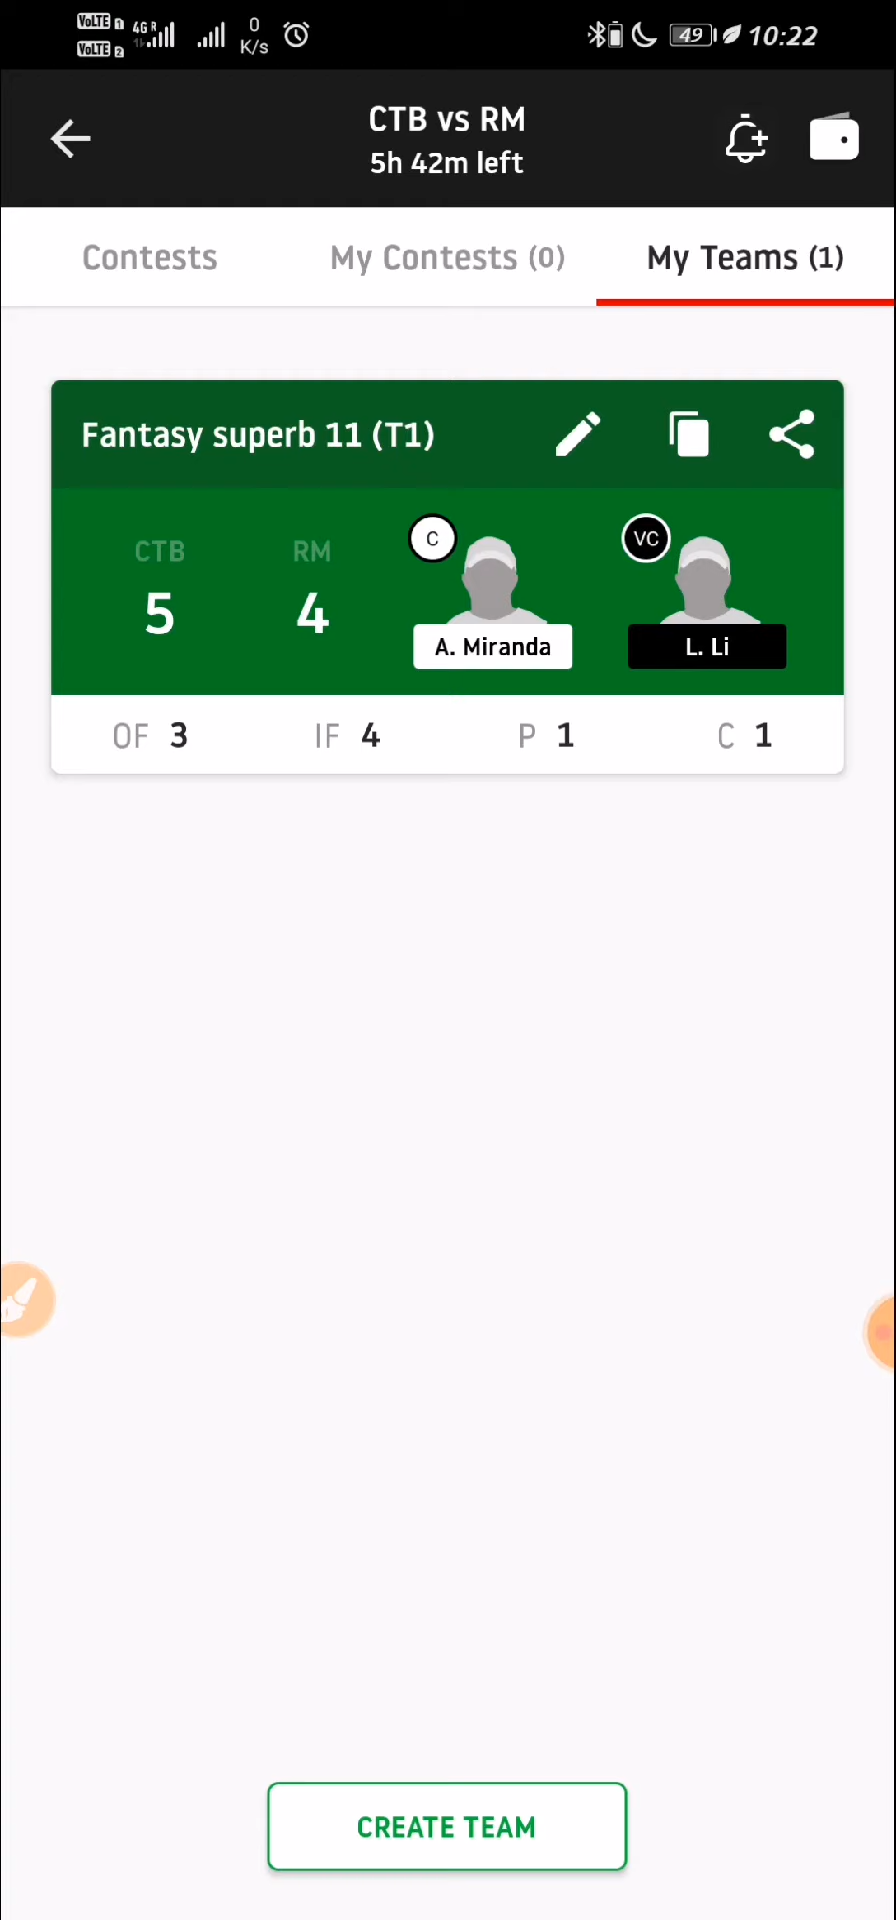 VoLTE 1 4G R 0
VoLTE 2 K/s 49 10:22
CTB vs RM
5h 42m left
Contests My Contests (0) My Teams (1)
Fantasy superb 11 (T1)
CTB RM C VC
5 4
A. Miranda L. Li
OF 3 IF 4 P 1 C 1
CREATE TEAM